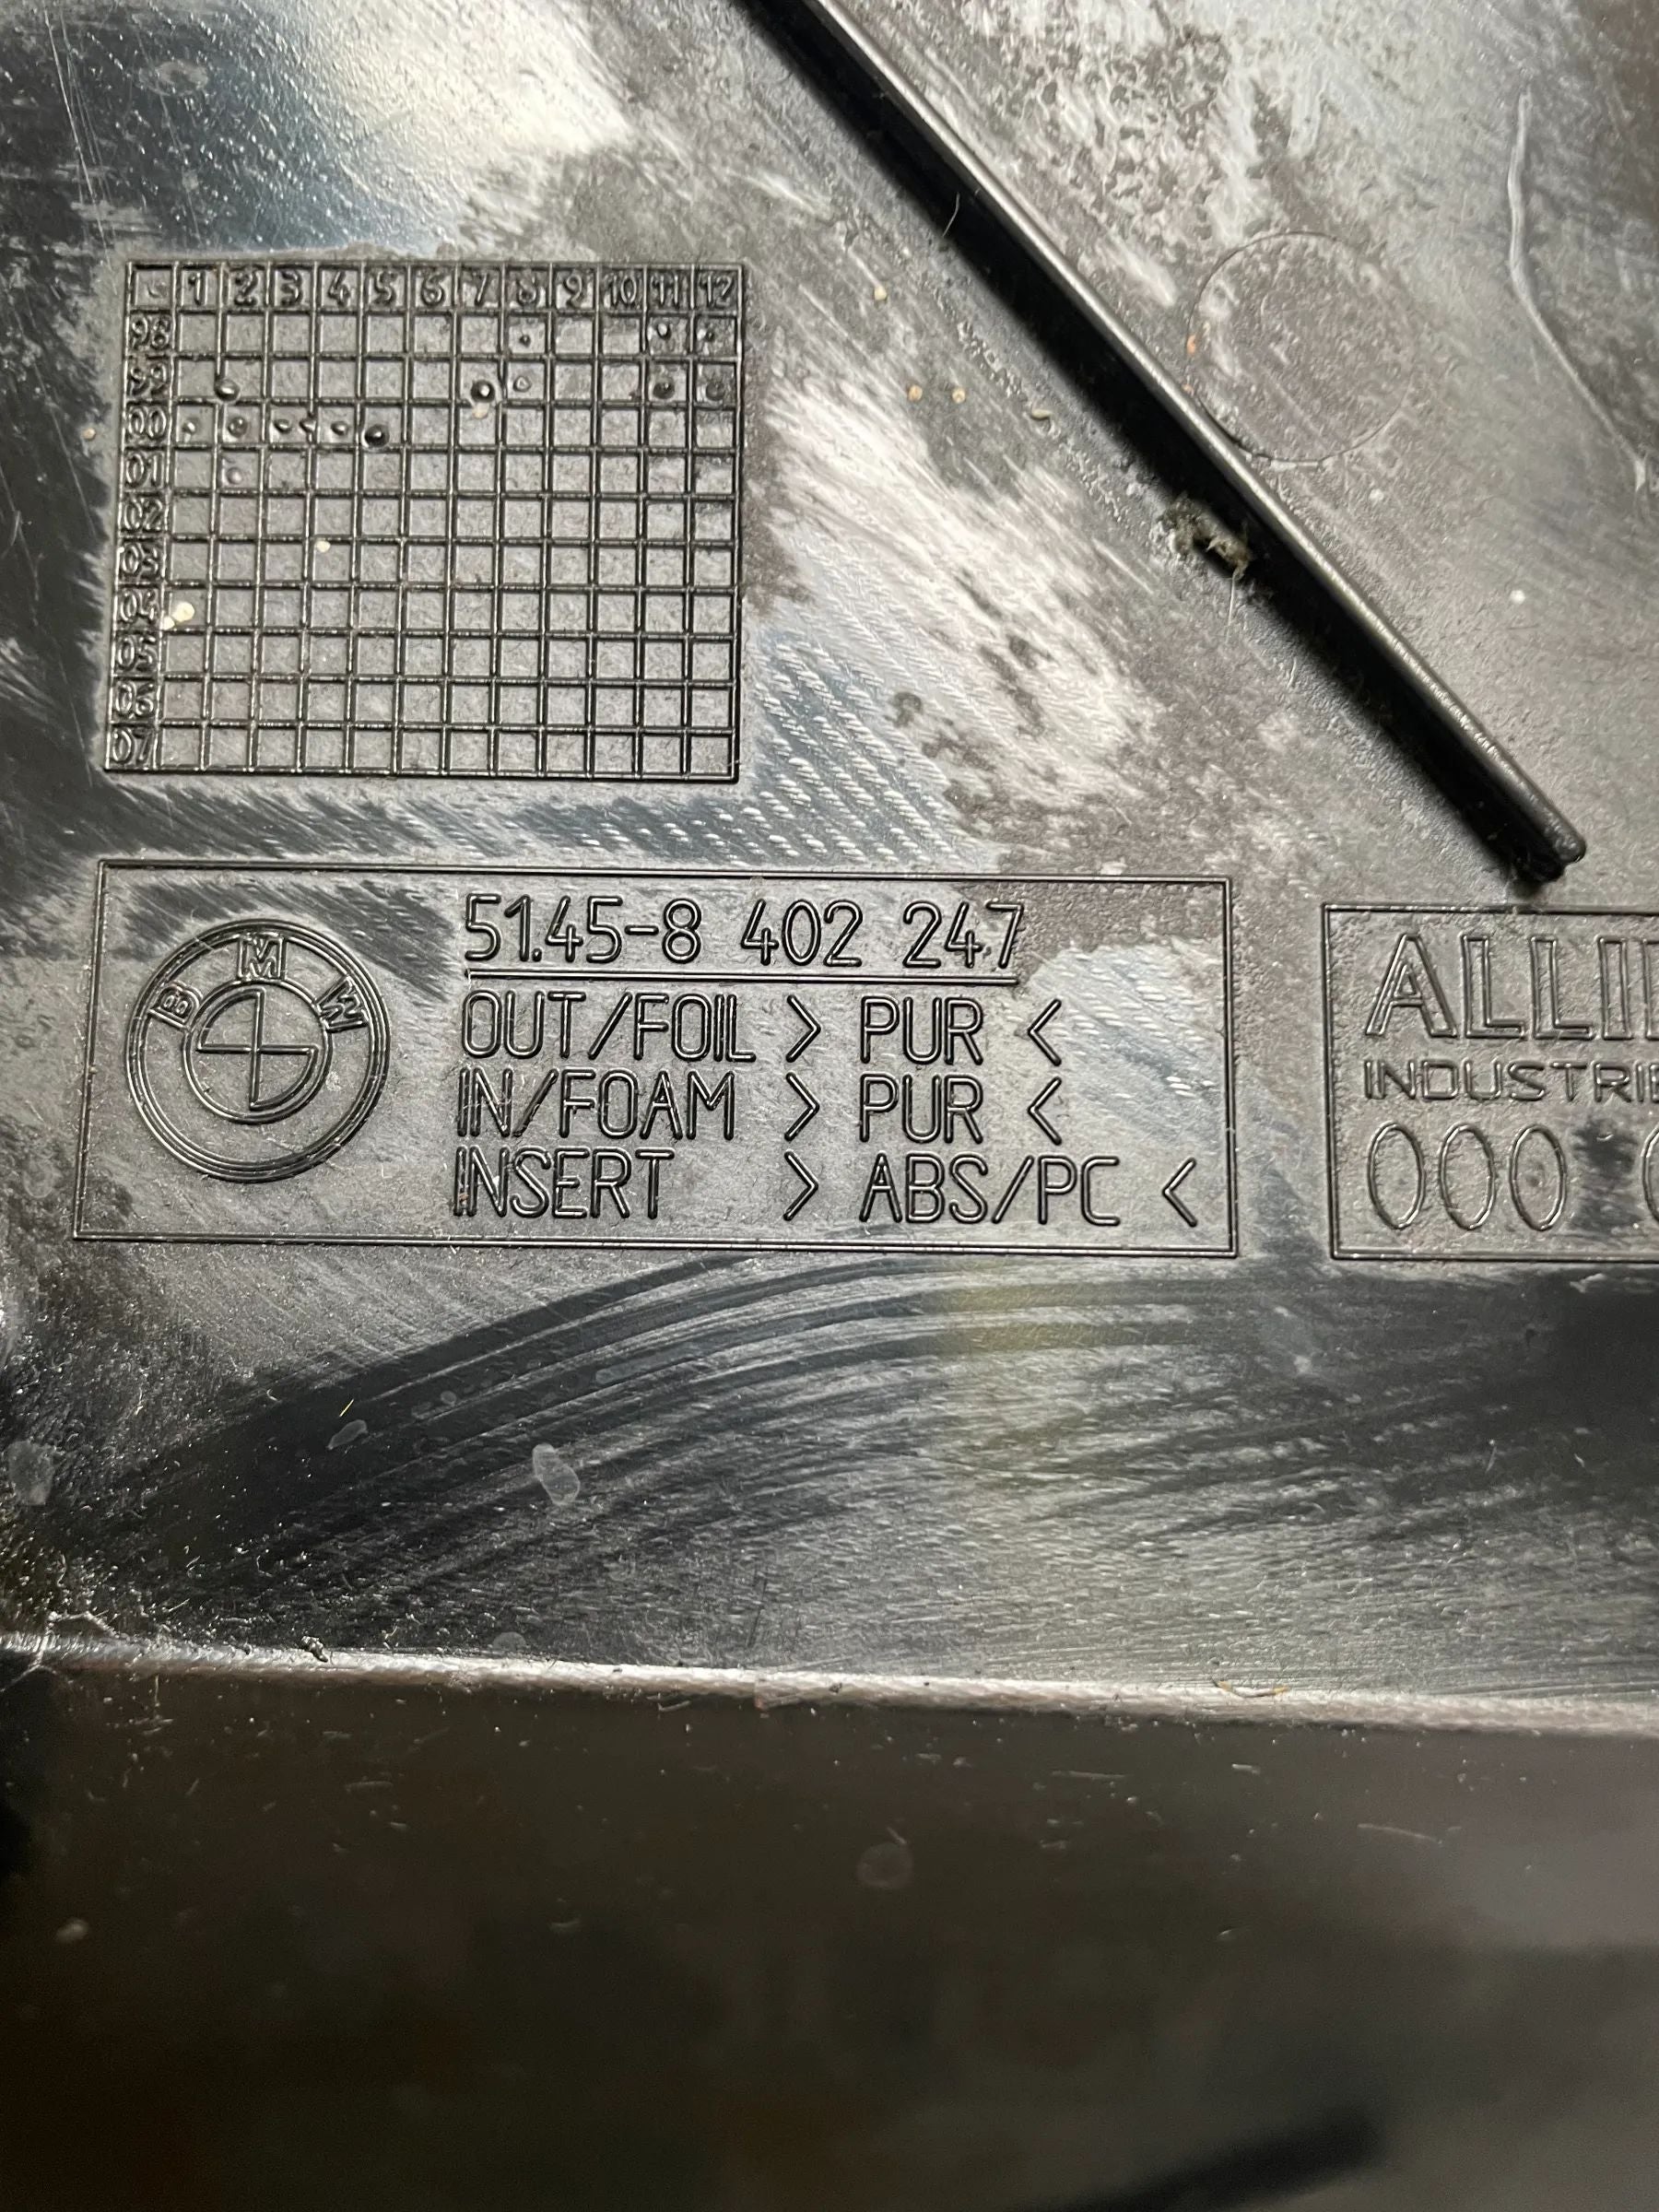 1 2 3 4 5 6 7 8 9 10 11 12
98
99
00
01
02
03
04
05
06
07
BMW
51.45-8 402 247
OUT/FOIL > PUR <
IN/FOAM > PUR <
INSERT > ABS/PC <
ALLI
INDUSTRI
000